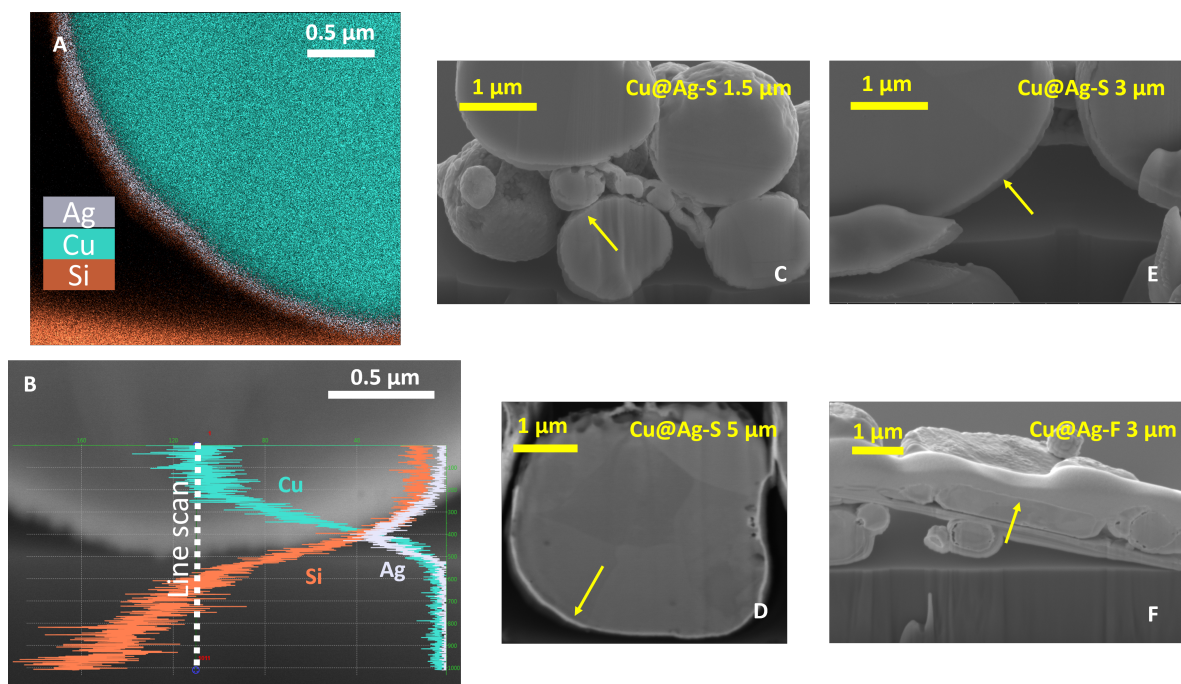 A
0.5 µm
Ag
Cu
Si
1 µm
Cu@Ag-S 1.5 µm
C
1 µm
Cu@Ag-S 3 µm
E
B
0.5 µm
Line scan
Cu
Si
Ag
1 µm
Cu@Ag-S 5 µm
D
1 µm
Cu@Ag-F 3 µm
F